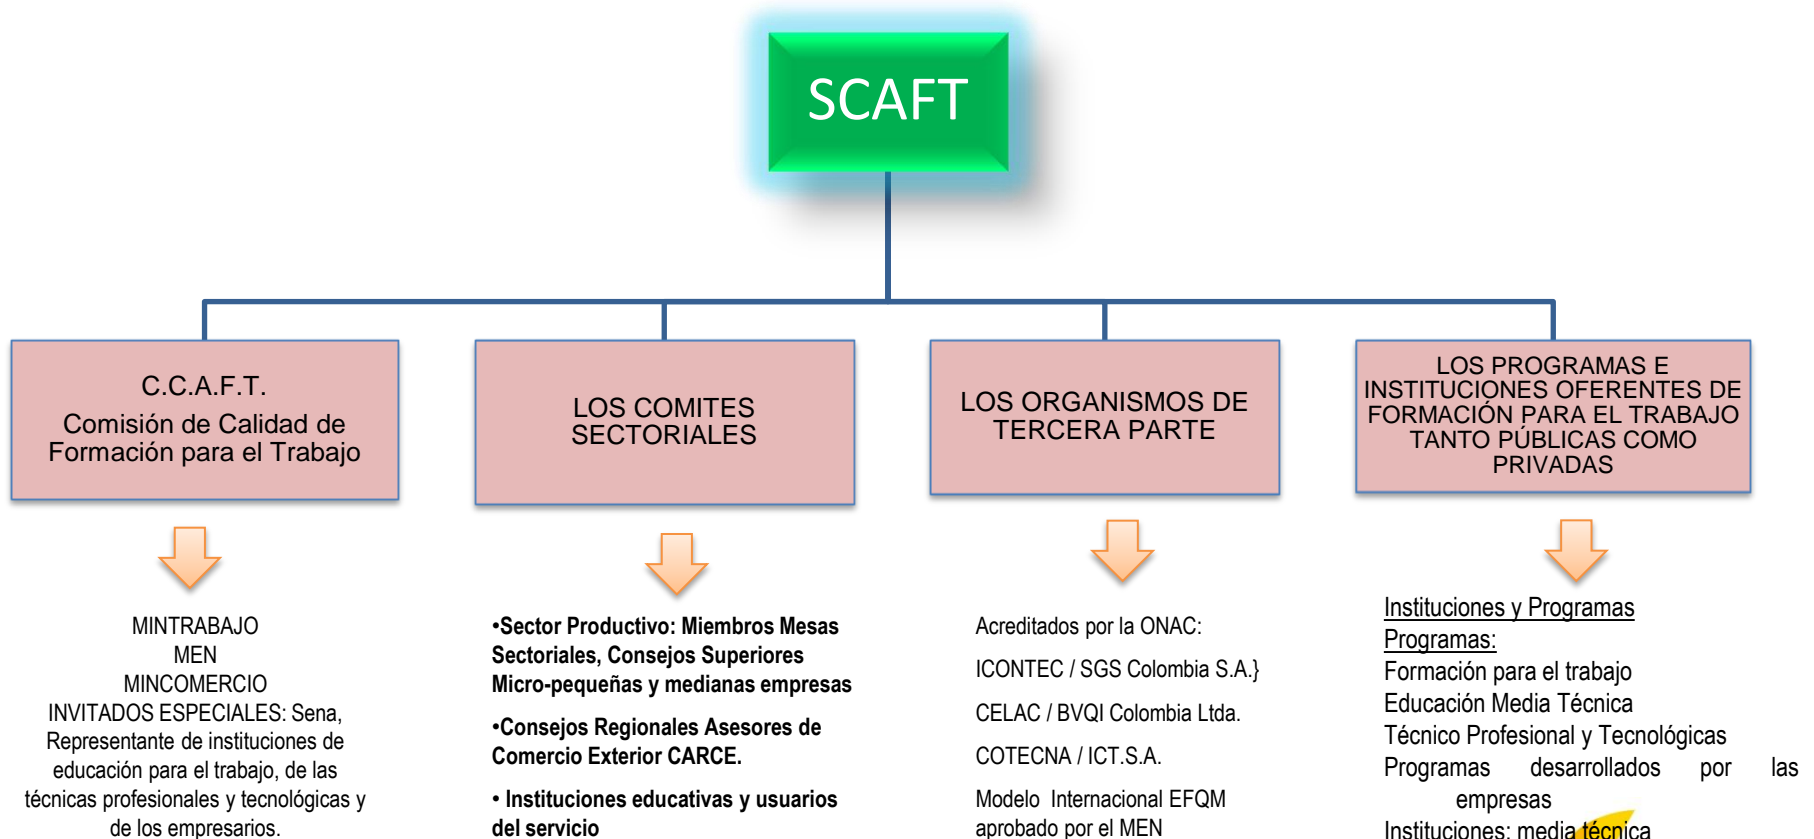 SCAFT
C.C.A.F.T.
Comisión de Calidad de
Formación para el Trabajo
LOS COMITES
SECTORIALES
LOS ORGANISMOS DE
TERCERA PARTE
LOS PROGRAMAS E
INSTITUCIONES OFERENTES DE
FORMACIÓN PARA EL TRABAJO
TANTO PÚBLICAS COMO
PRIVADAS
MINTRABAJO
MEN
MINCOMERCIO
INVITADOS ESPECIALES: Sena,
Representante de instituciones de
educación para el trabajo, de las
técnicas profesionales y tecnológicas y
de los empresarios.
•Sector Productivo: Miembros Mesas
Sectoriales, Consejos Superiores
Micro-pequeñas y medianas empresas
•Consejos Regionales Asesores de
Comercio Exterior CARCE.
• Instituciones educativas y usuarios
del servicio
Acreditados por la ONAC:
ICONTEC / SGS Colombia S.A.}
CELAC / BVQI Colombia Ltda.
COTECNA / ICT.S.A.
Modelo Internacional EFQM
aprobado por el MEN
Instituciones y Programas
Programas:
Formación para el trabajo
Educación Media Técnica
Técnico Profesional y Tecnológicas
Programas desarrollados por las
empresas
Instituciones: media técnica